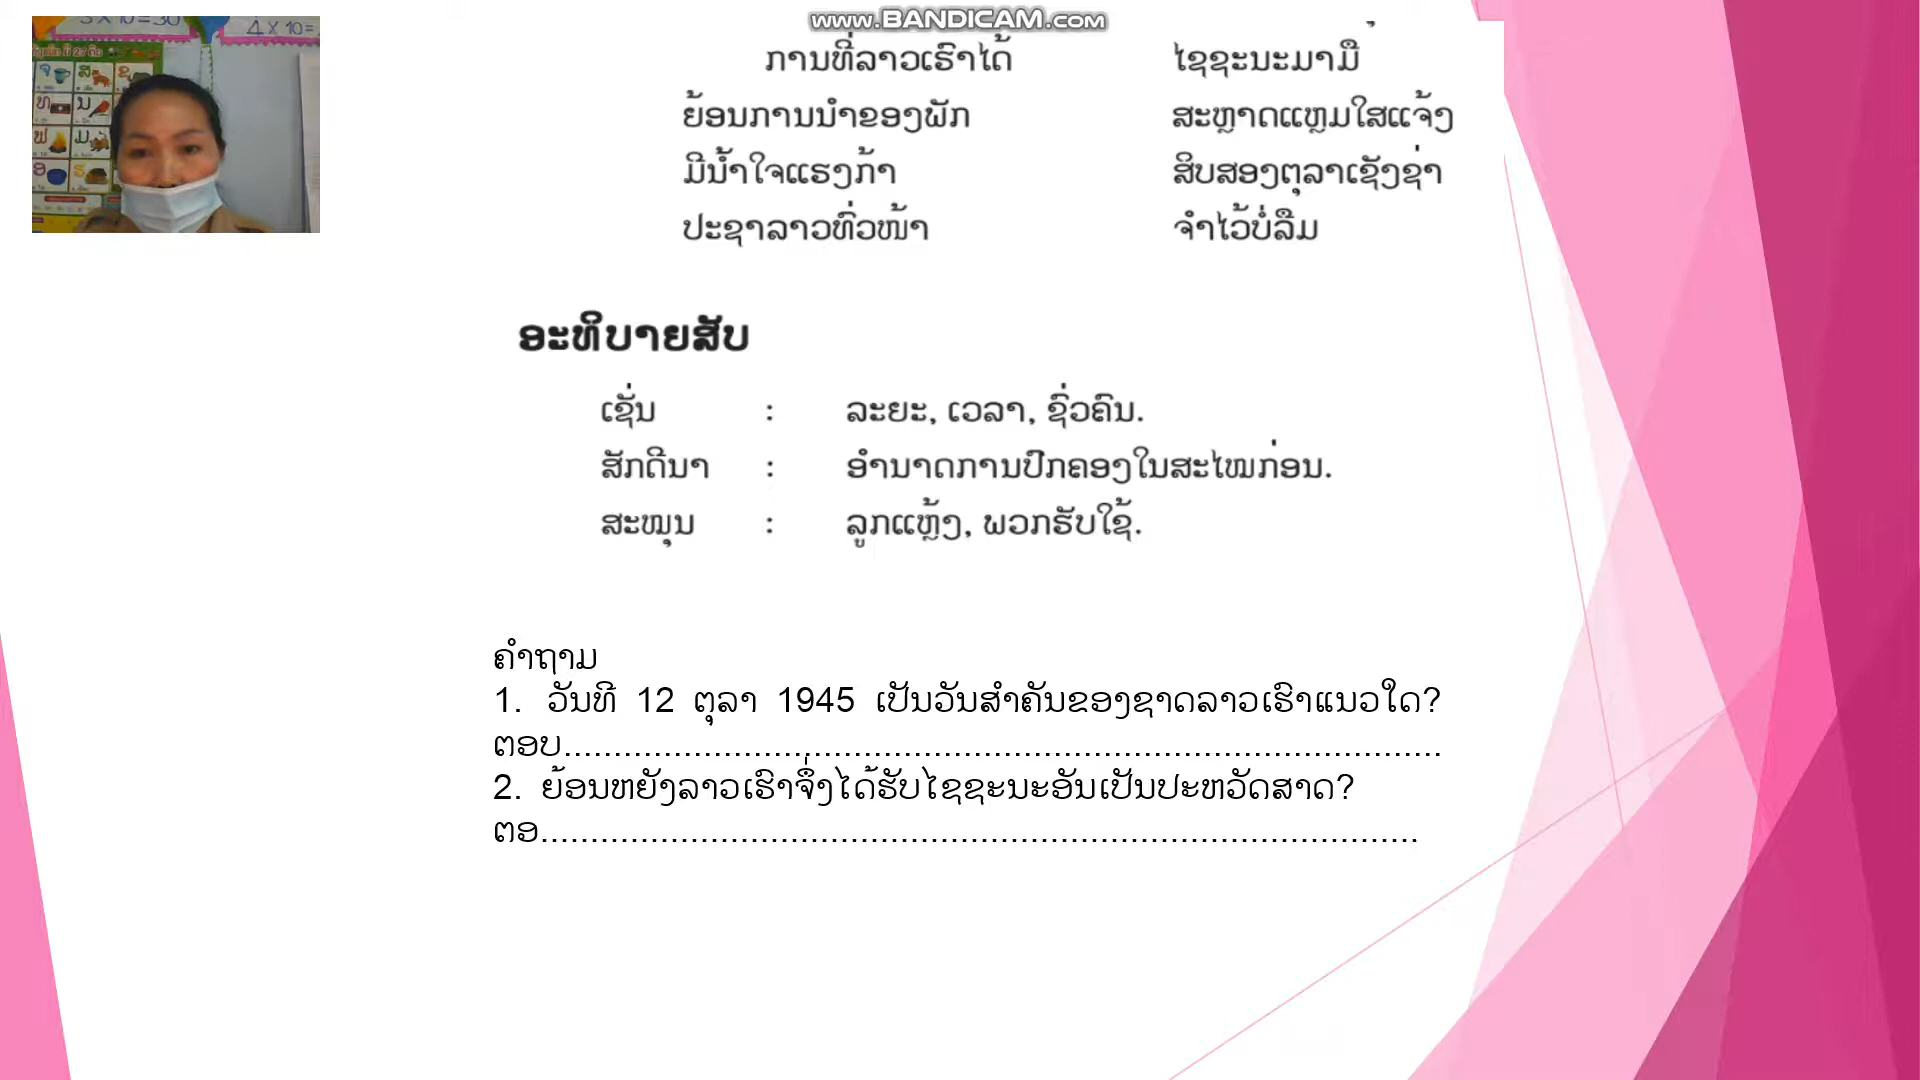 www.BANDICAM.com
3 X 10 = 30
4 X 10 =
ການທີ່ລາວເຮົາໄດ້ ໄຊຊະນະມາມື
ຍ້ອນການນຳຂອງພັກ ສະຫຼາດແຫຼມໃສແຈ້ງ
ມີນ້ຳໃຈແຮງກ້າ ສິບສອງຕຸລາເຊັ່ງຊ່າ
ປະຊາລາວທົ່ວໜ້າ ຈຳໄວ້ບໍ່ລືມ
ອະທິບາຍສັບ
ເຊັ່ນ : ລະຍະ, ເວລາ, ຊົ່ວຄົນ.
ສັກດີນາ : ອຳນາດການປົກຄອງໃນສະໄໝກ່ອນ.
ສະໝຸນ : ລູກແຫຼ້ງ, ພວກຮັບໃຊ້.
ຄຳຖາມ
1. ວັນທີ 12 ຕຸລາ 1945 ເປັນວັນສຳຄັນຂອງຊາດລາວເຮົາແນວໃດ?
ຕອບ........................................................................................
2. ຍ້ອນຫຍັງລາວເຮົາຈຶ່ງໄດ້ຮັບໄຊຊະນະອັນເປັນປະຫວັດສາດ?
ຕອ........................................................................................